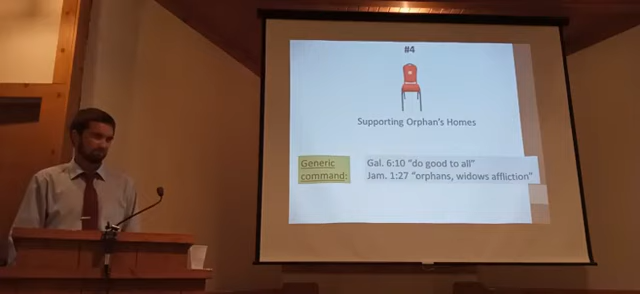 #4
Supporting Orphan's Homes
Generic command:
Gal. 6:10 "do good to all"
Jam. 1:27 "orphans, widows affliction"